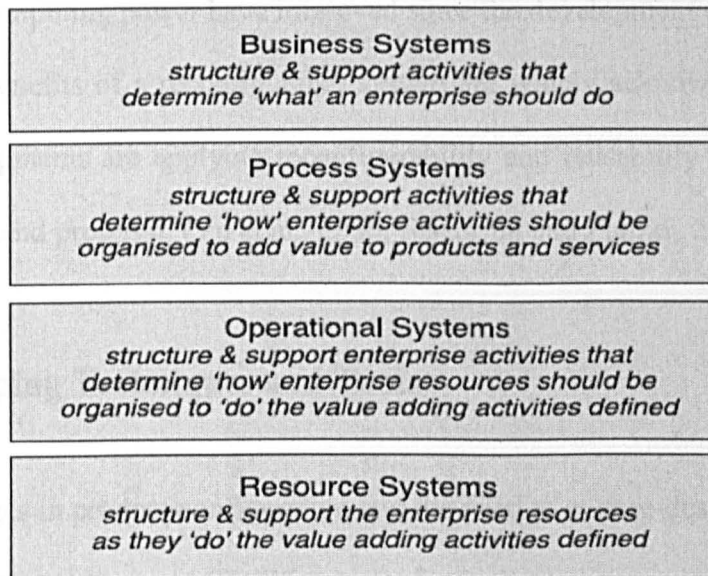 Business Systems
structure & support activities that
determine 'what' an enterprise should do
Process Systems
structure & support activities that
determine 'how' enterprise activities should be
organised to add value to products and services
Operational Systems
structure & support enterprise activities that
determine 'how' enterprise resources should be
organised to 'do' the value adding activities defined
Resource Systems
structure & support the enterprise resources
as they 'do' the value adding activities defined